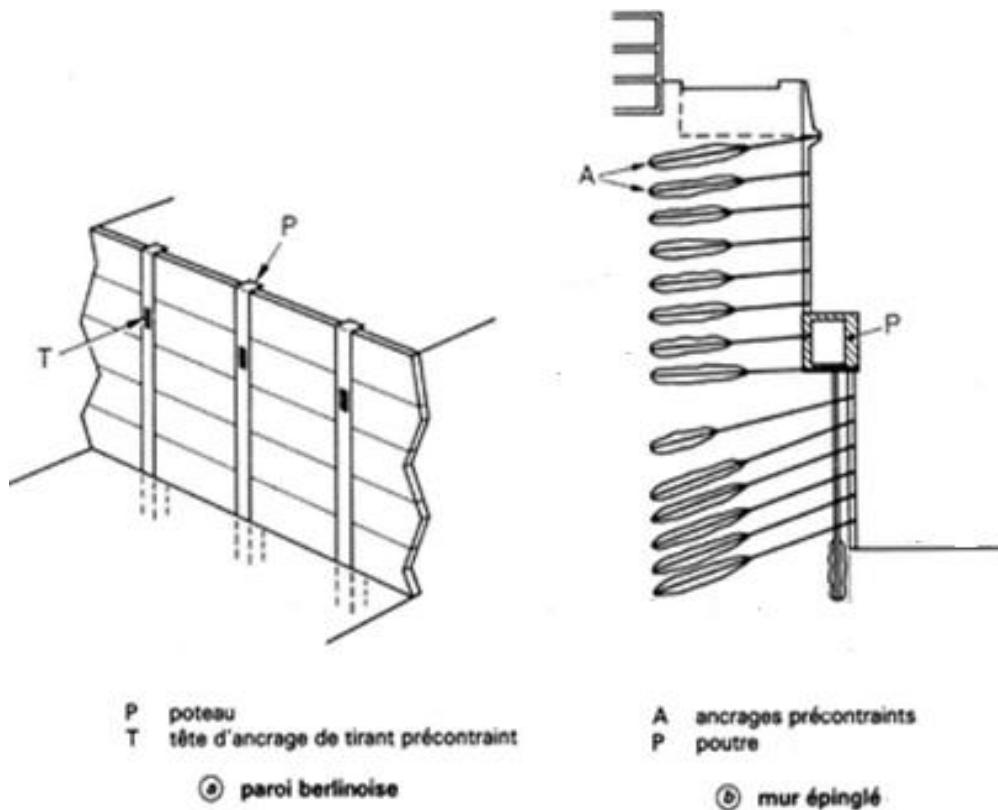 A
P
T
P
P poteau
T tête d'ancrage de tirant précontraint
ⓐ paroi berlinoise
A ancrages précontraints
P poutre
ⓑ mur épinglé